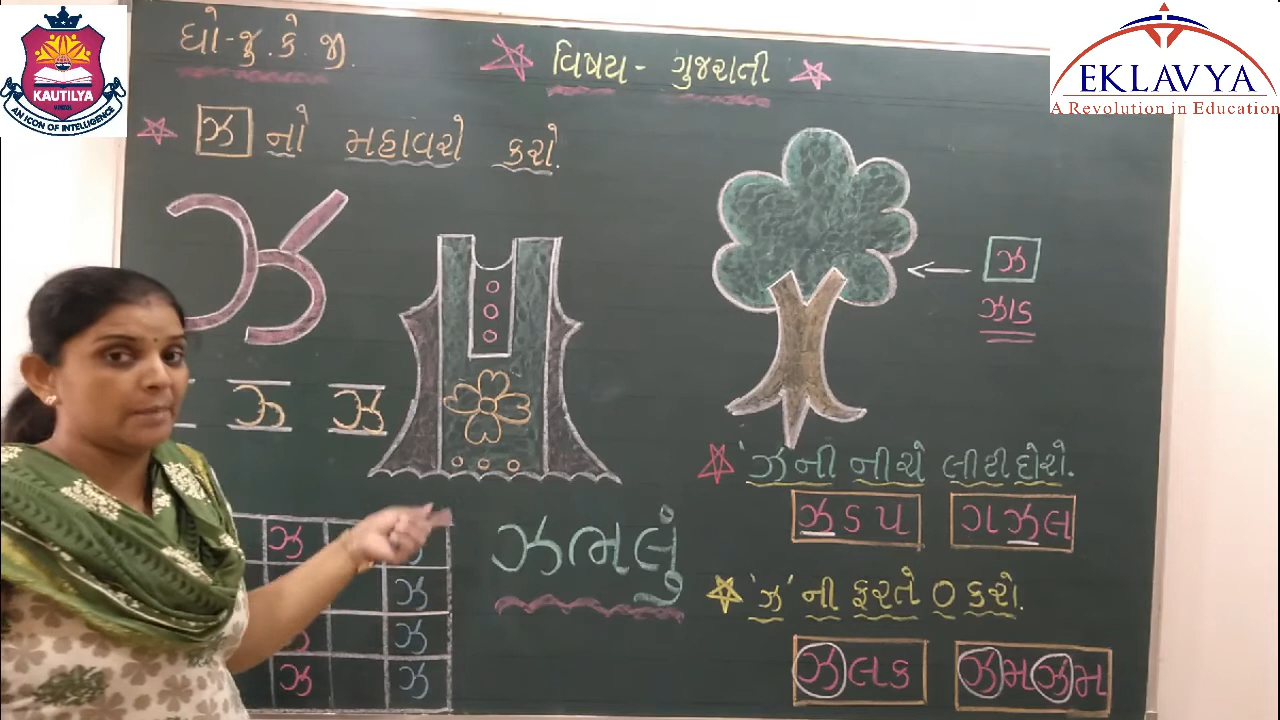 ધો-જુ.કે.જી.
વિષય - ગુજરાતી
KAUTILYA
AN ICON OF INTELLIGENCE
EKLAVYA
A Revolution in Education
ઝ નો મહાવરો કરો.
ઝ
ઝ
ઝાડ
ઝ
'ઝની નીચે લીટી દોરો.
ઝડપ ગઝલ
ઝભલું
ઝ
ઝ
ઝ
ઝ ઝ
'ઝ' ની ફરતે ૦ કરો.
ઝલક ઝમઝમ